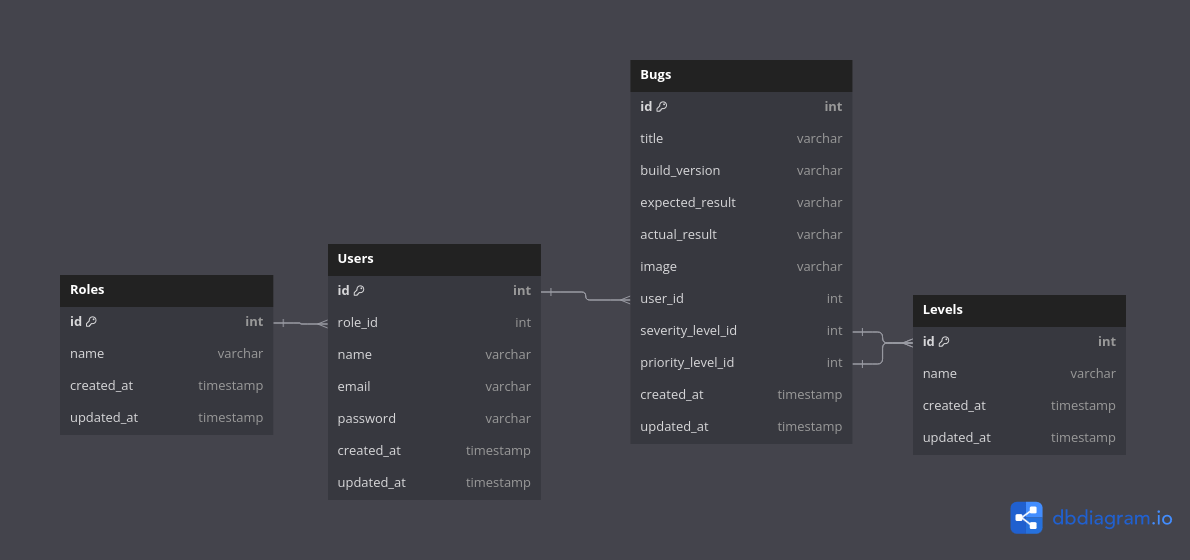 Roles
id int
name varchar
created_at timestamp
updated_at timestamp
Users
id int
role_id int
name varchar
email varchar
password varchar
created_at timestamp
updated_at timestamp
Bugs
id int
title varchar
build_version varchar
expected_result varchar
actual_result varchar
image varchar
user_id int
severity_level_id int
priority_level_id int
created_at timestamp
updated_at timestamp
Levels
id int
name varchar
created_at timestamp
updated_at timestamp
dbdiagram.io